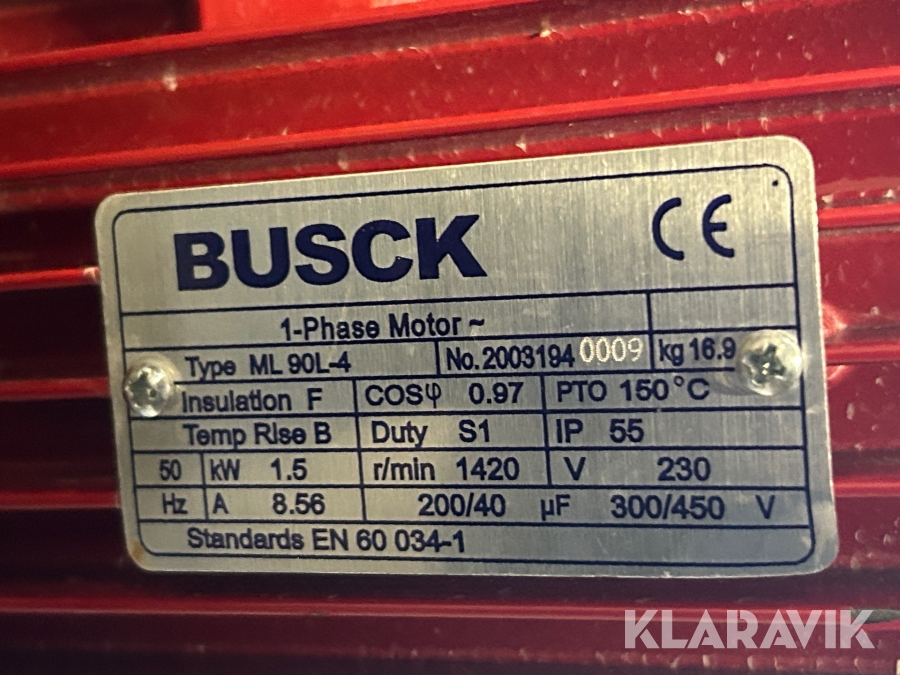 BUSCK CE
1-Phase Motor ~
Type ML 90L-4 No. 2003194 0009 kg 16.9
Insulation F COSφ 0.97 PTO 150°C
Temp Rise B Duty S1 IP 55
50 kW 1.5 r/min 1420 V 230
Hz A 8.56 200/40 µF 300/450 V
Standards EN 60 034-1
KLARAVIK